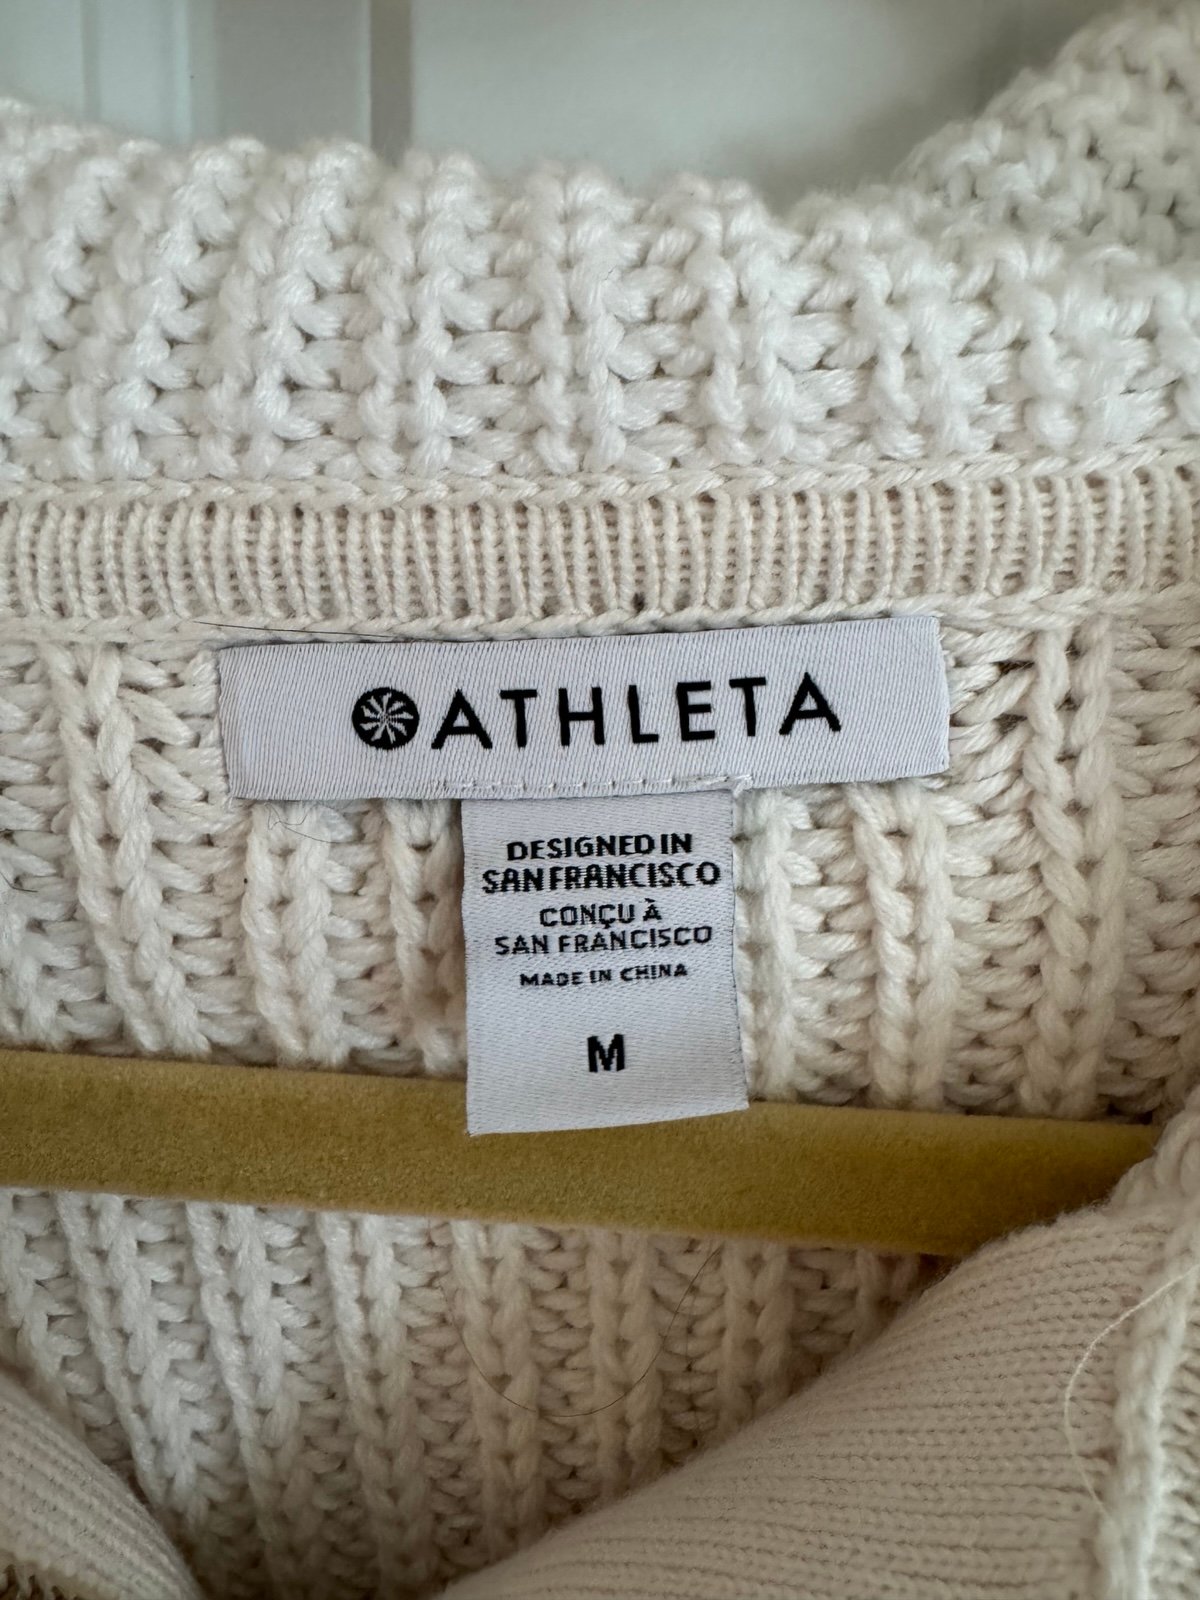 ATHLETA
DESIGNED IN
SAN FRANCISCO
CONÇU À
SAN FRANCISCO
MADE IN CHINA
M